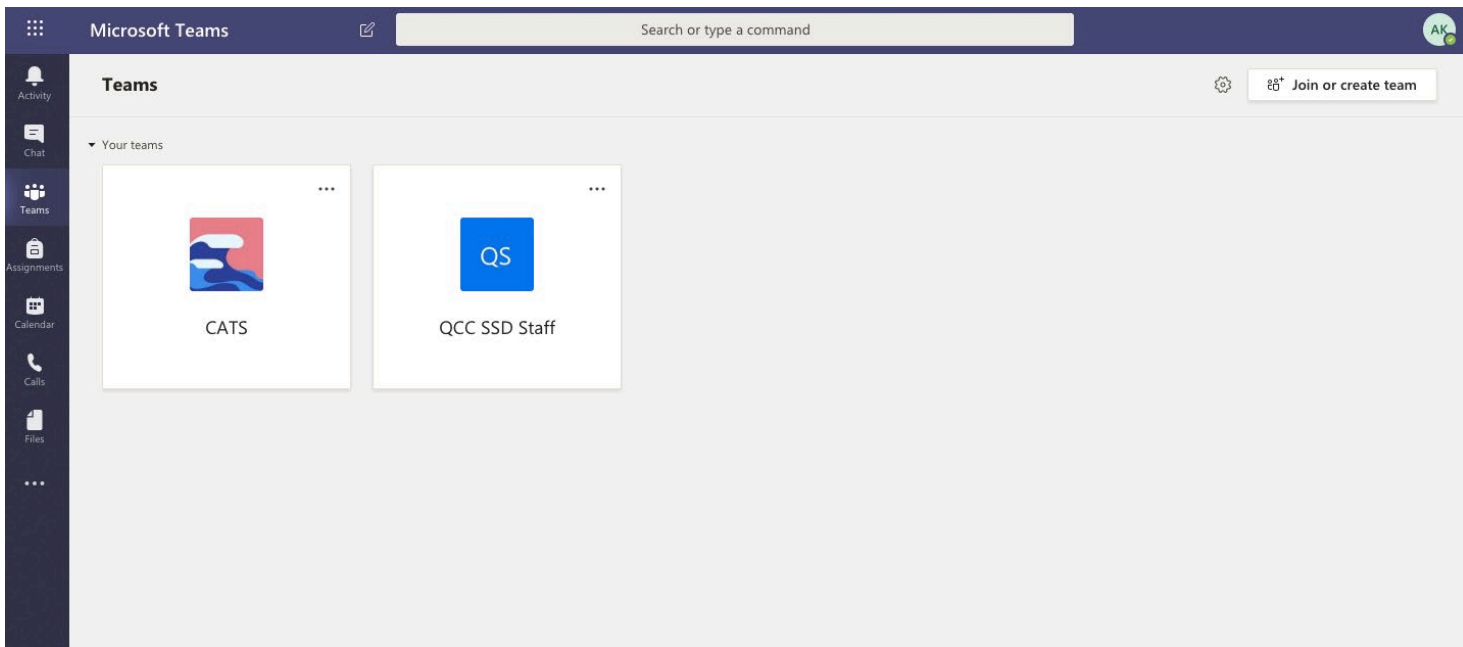 Microsoft Teams
Search or type a command
AK
Activity
Chat
Teams
Assignments
Calendar
Calls
Files
Teams
Join or create team
Your teams
CATS
QS
QCC SSD Staff